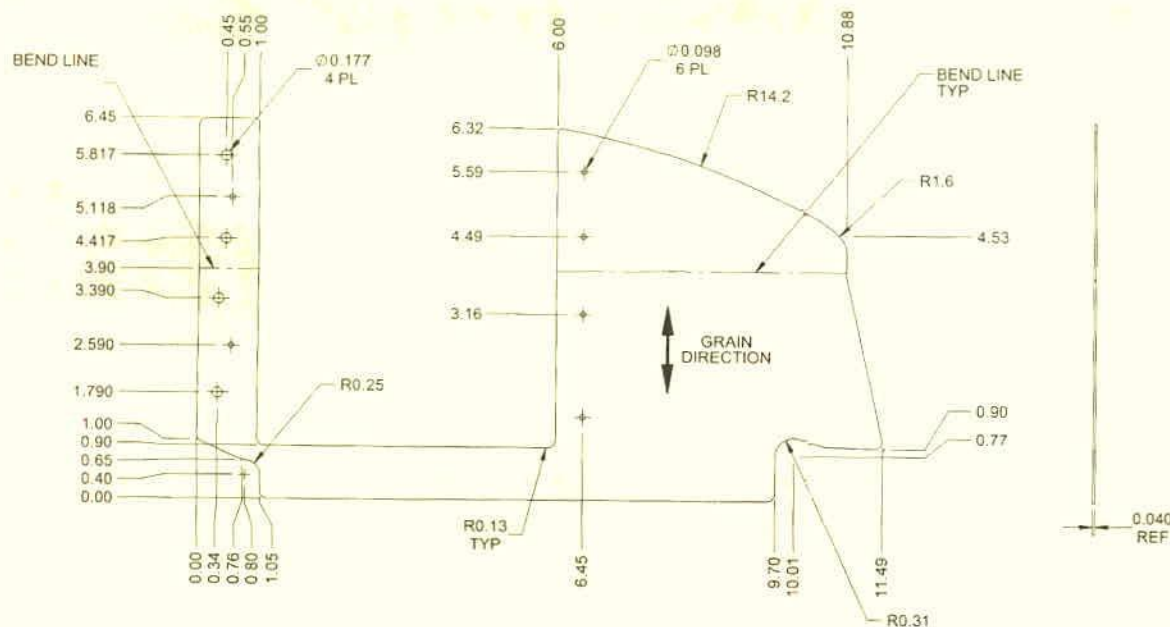 0.45
0.55
1.00
6.00
10.88
BEND LINE
Ø0.177
4 PL
Ø0.098
6 PL
BEND LINE
TYP
R14.2
6.45
6.32
5.817
5.59
R1.6
5.118
4.417
4.49
4.53
3.90
3.390
3.16
GRAIN
DIRECTION
2.590
1.790
R0.25
1.00
0.90
0.90
0.77
0.65
0.40
0.00
R0.13
TYP
0.040
REF
0.00
0.34
0.76
0.80
1.05
6.45
9.70
10.01
11.49
R0.31